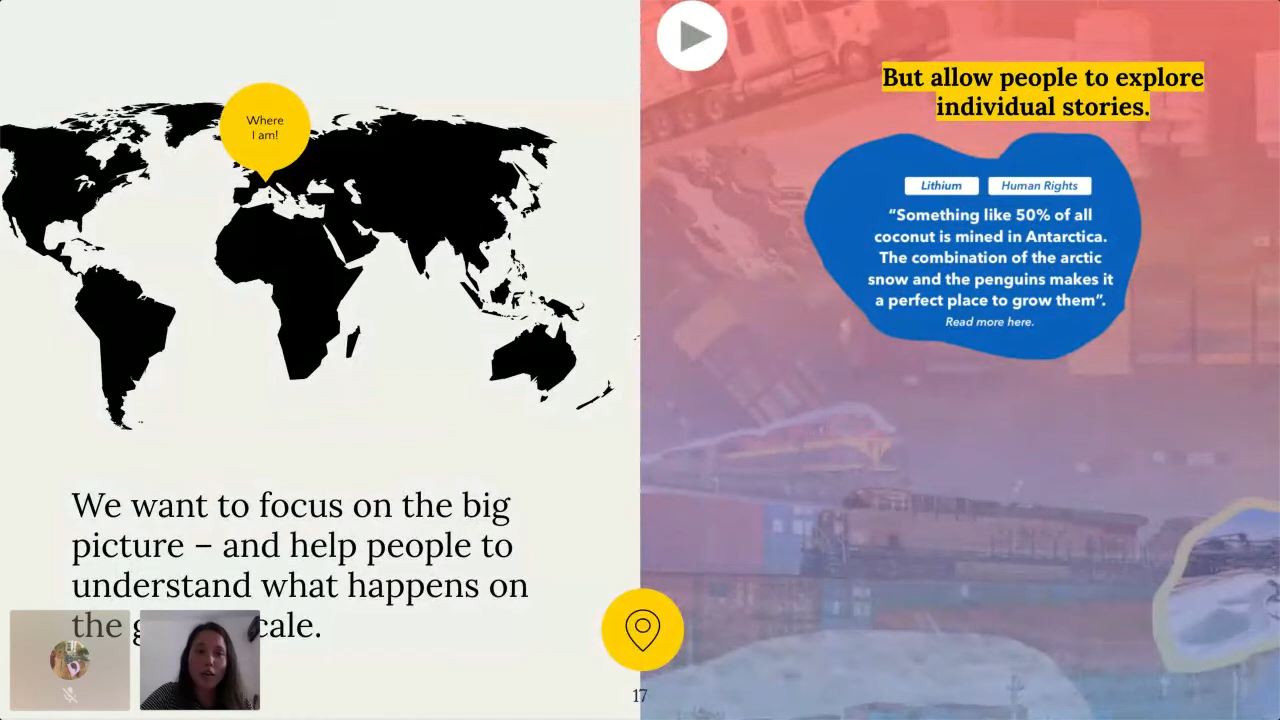 Where
I am!
We want to focus on the big
picture – and help people to
understand what happens on
the g cale.
But allow people to explore
individual stories.
Lithium
Human Rights
“Something like 50% of all
coconut is mined in Antarctica.
The combination of the arctic
snow and the penguins makes it
a perfect place to grow them”.
Read more here.
17